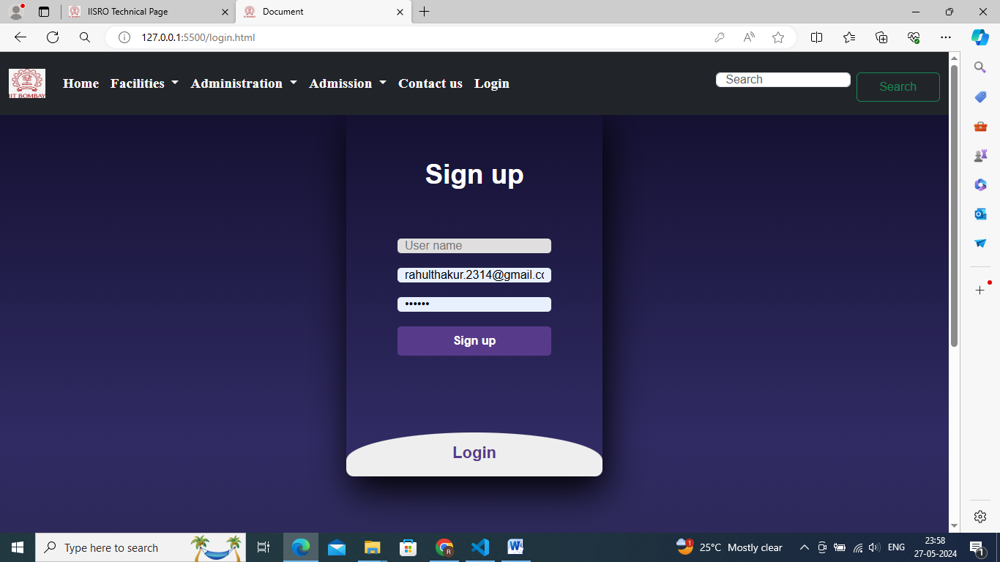 IISRO Technical Page
Document
127.0.0.1:5500/login.html
IIT BOMBAY
Home Facilities Administration Admission Contact us Login
Search
Search
Sign up
User name
rahulthakur.2314@gmail.co
••••••
Sign up
Login
Type here to search
25°C Mostly clear
ENG
23:58
27-05-2024
1
1
R